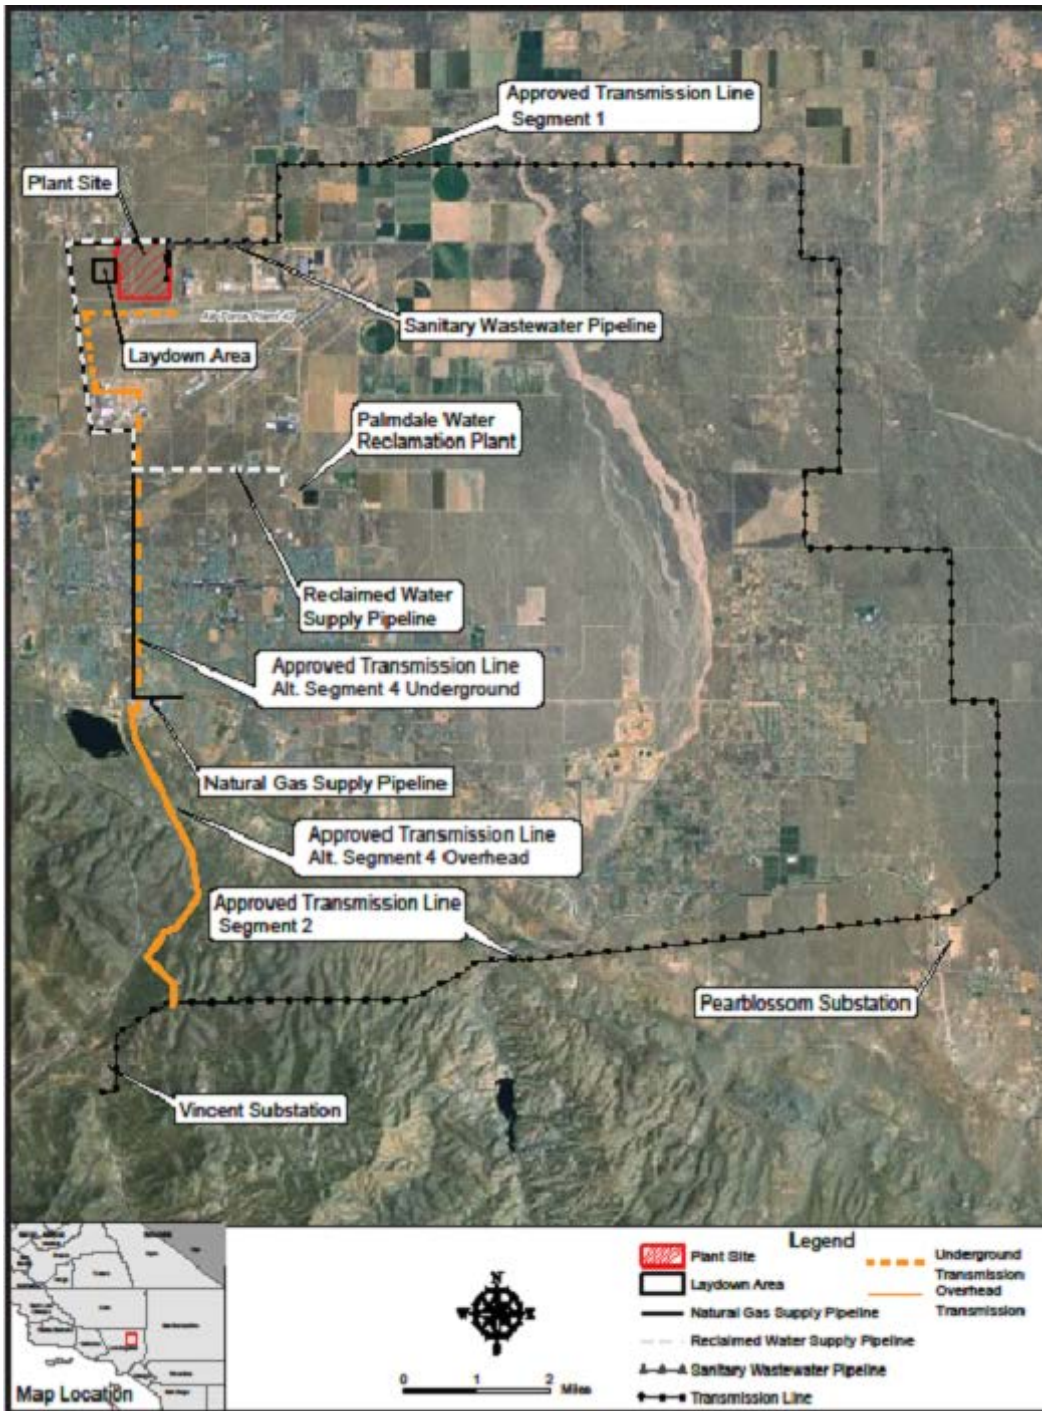 Approved Transmission Line
Segment 1
Plant Site
Sanitary Wastewater Pipeline
Laydown Area
Palmdale Water
Reclamation Plant
Reclaimed Water
Supply Pipeline
Approved Transmission Line
Alt. Segment 4 Underground
Natural Gas Supply Pipeline
Approved Transmission Line
Alt. Segment 4 Overhead
Approved Transmission Line
Segment 2
Pearblossom Substation
Vincent Substation
Map Location
N
0 1 2
Miles
Legend
Plant Site
Laydown Area
Natural Gas Supply Pipeline
Reclaimed Water Supply Pipeline
Sanitary Wastewater Pipeline
Transmission Line
Underground
Transmission
Overhead
Transmission